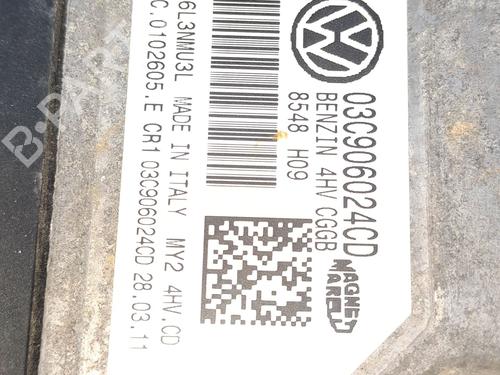 03C906024CD
BENZIN 4HV CGGB
8548 H09
MAGNETI
MARELLI
6L3NMU3L MADE IN ITALY MY2 4HV.CD
C.0102605.E CR1 03C906024CD 28.03.11
B-PARTS